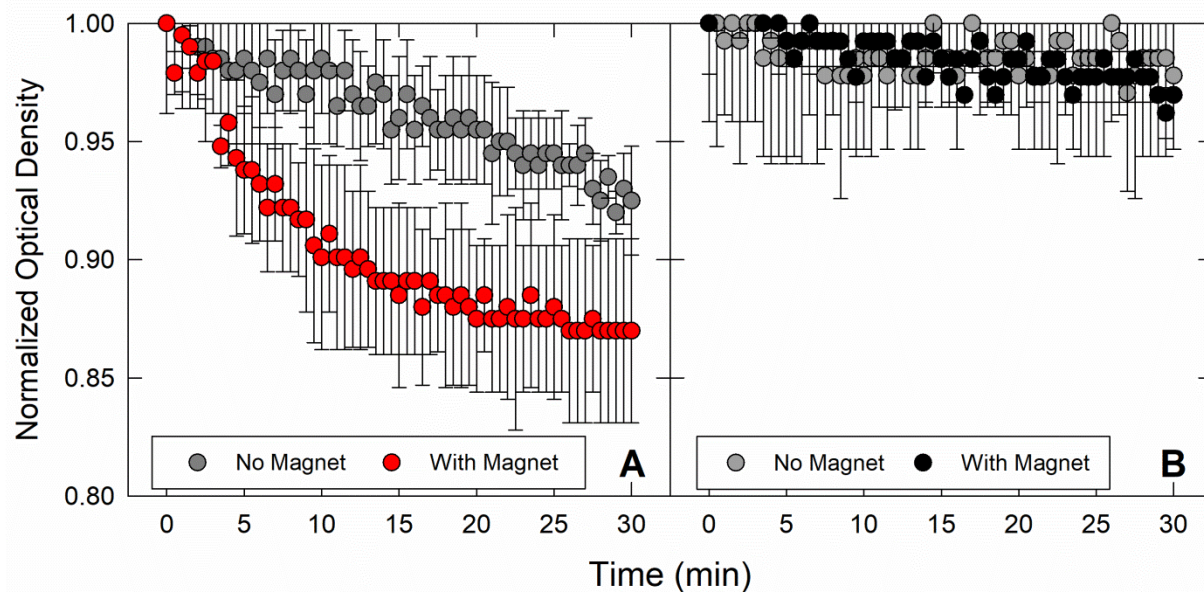 Normalized Optical Density
1.00
0.95
0.90
0.85
0.80
No Magnet With Magnet A
No Magnet With Magnet B
0 5 10 15 20 25 30
0 5 10 15 20 25 30
Time (min)